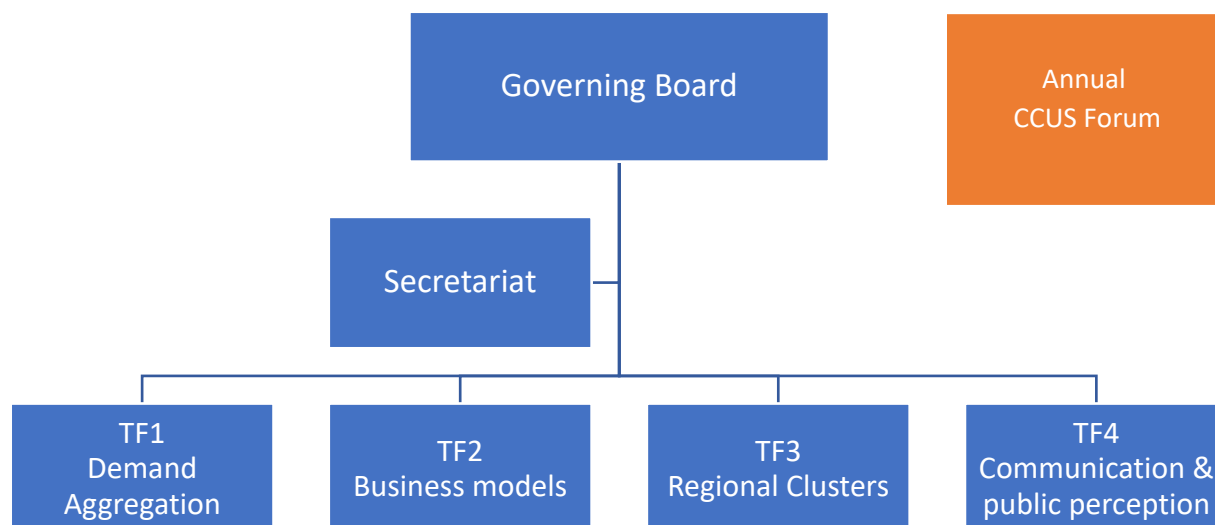 Governing Board
Annual
CCUS Forum
Secretariat
TF1
Demand
Aggregation
TF2
Business models
TF3
Regional Clusters
TF4
Communication &
public perception